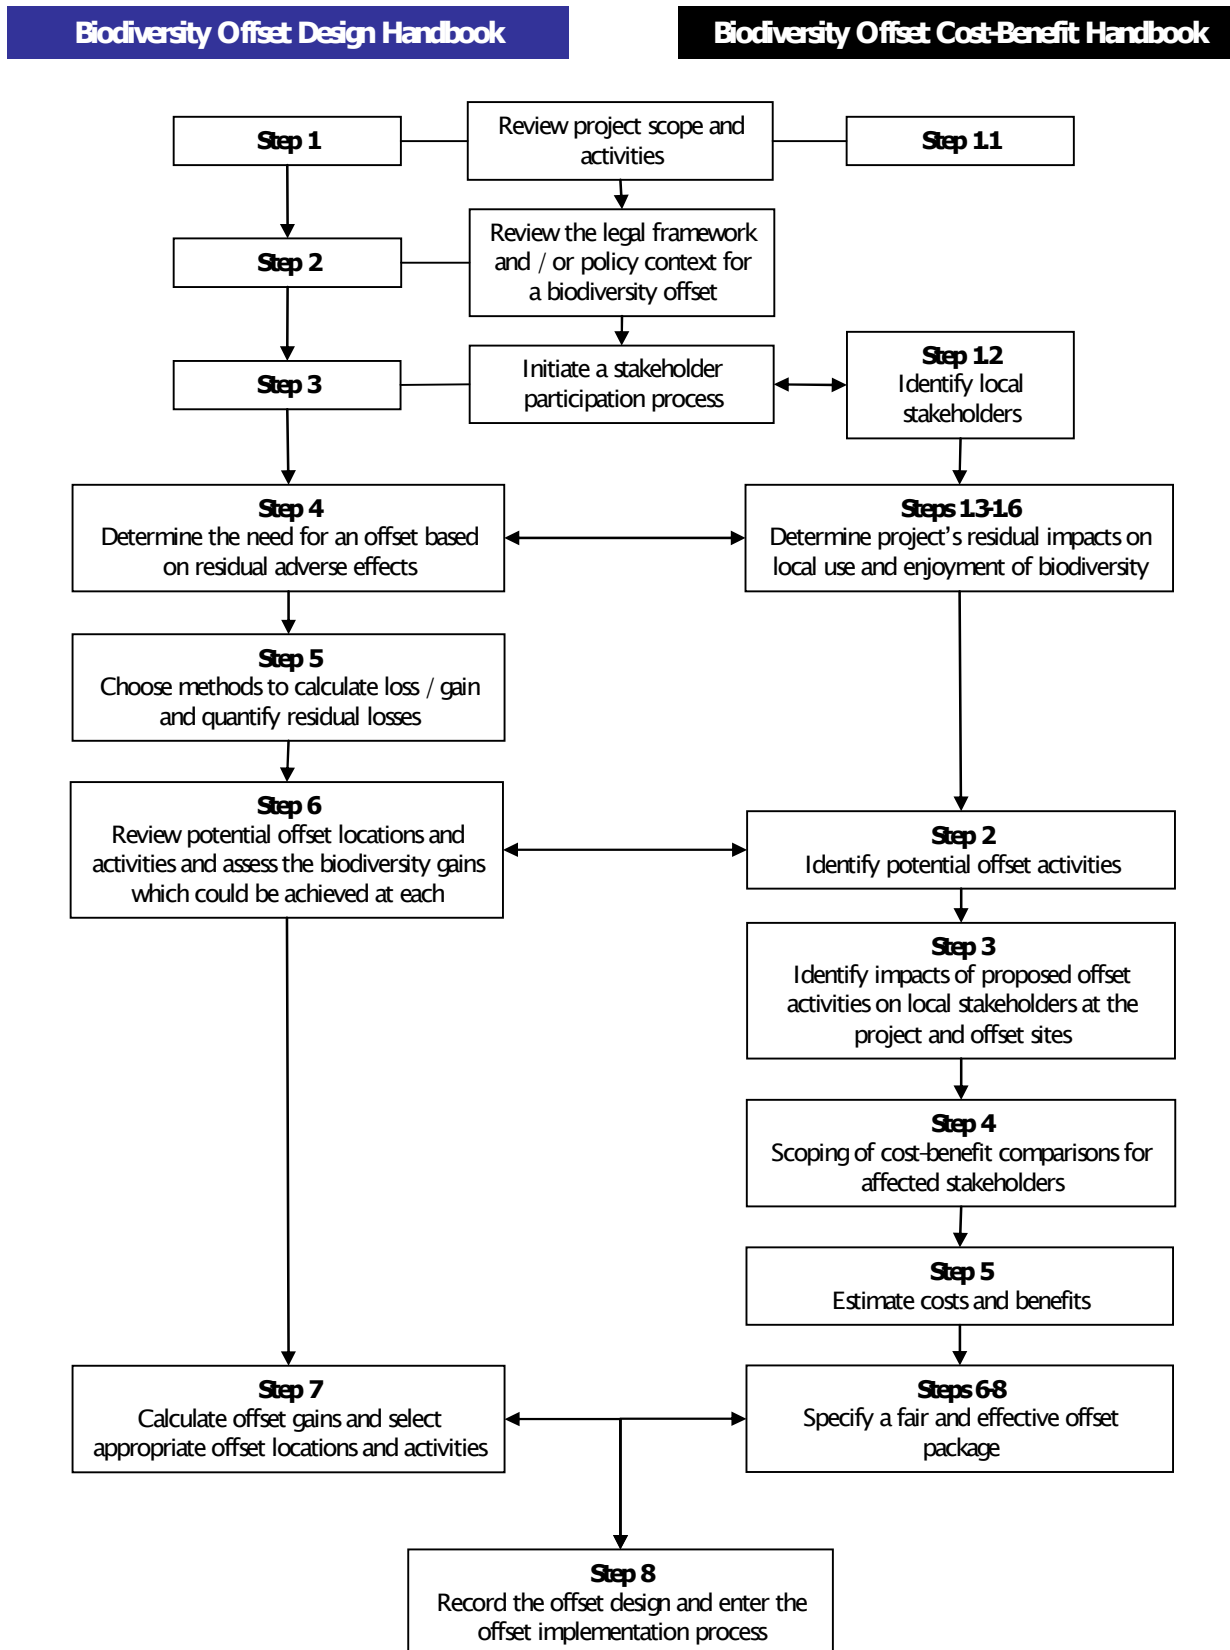 Biodiversity Offset Design Handbook
Biodiversity Offset Cost-Benefit Handbook
Step 1
Review project scope and
activities
Step 1.1
Step 2
Review the legal framework
and / or policy context for
a biodiversity offset
Step 3
Initiate a stakeholder
participation process
Step 1.2
Identify local
stakeholders
Step 4
Determine the need for an offset based
on residual adverse effects
Steps 1.3-1.6
Determine project's residual impacts on
local use and enjoyment of biodiversity
Step 5
Choose methods to calculate loss / gain
and quantify residual losses
Step 6
Review potential offset locations and
activities and assess the biodiversity gains
which could be achieved at each
Step 2
Identify potential offset activities
Step 3
Identify impacts of proposed offset
activities on local stakeholders at the
project and offset sites
Step 4
Scoping of cost-benefit comparisons for
affected stakeholders
Step 5
Estimate costs and benefits
Step 7
Calculate offset gains and select
appropriate offset locations and activities
Steps 6-8
Specify a fair and effective offset
package
Step 8
Record the offset design and enter the
offset implementation process